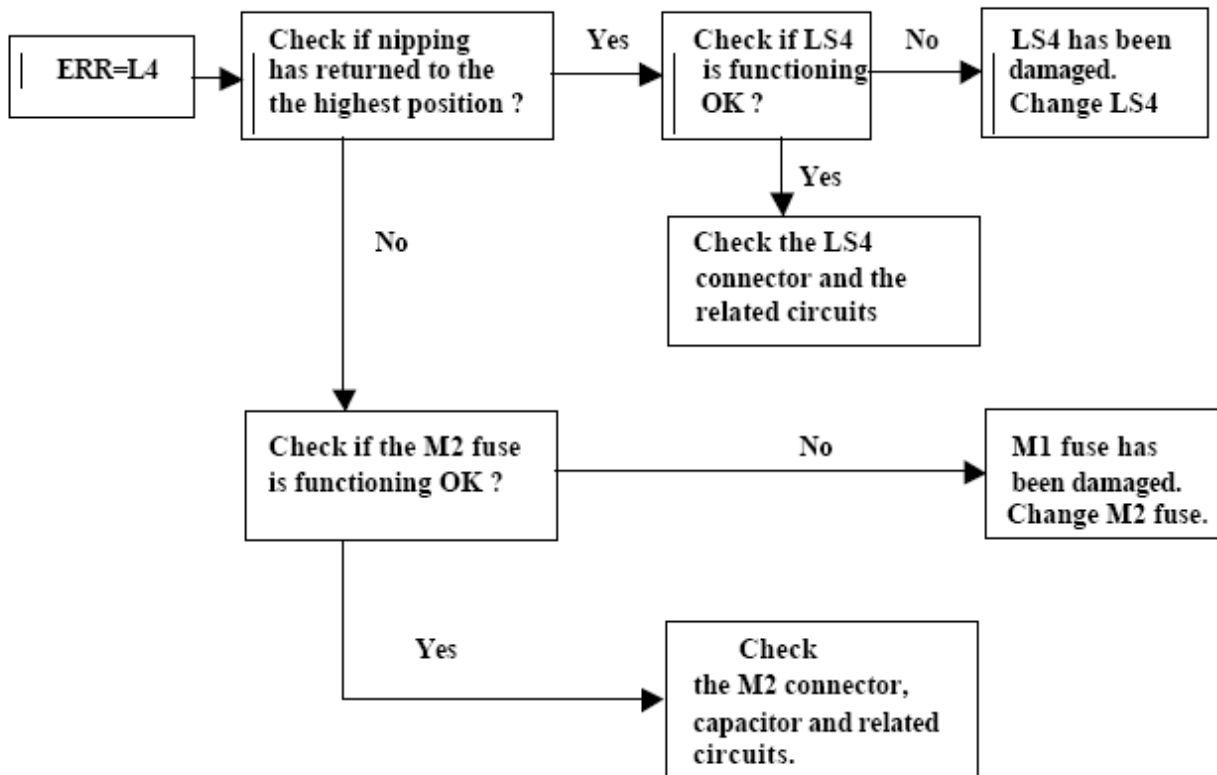 ERR=L4
Check if nipping
has returned to the
the highest position ?
Yes
Check if LS4
is functioning
OK ?
No
LS4 has been
damaged.
Change LS4
Yes
Check the LS4
connector and the
related circuits
No
Check if the M2 fuse
is functioning OK ?
No
M1 fuse has
been damaged.
Change M2 fuse.
Yes
Check
the M2 connector,
capacitor and related
circuits.